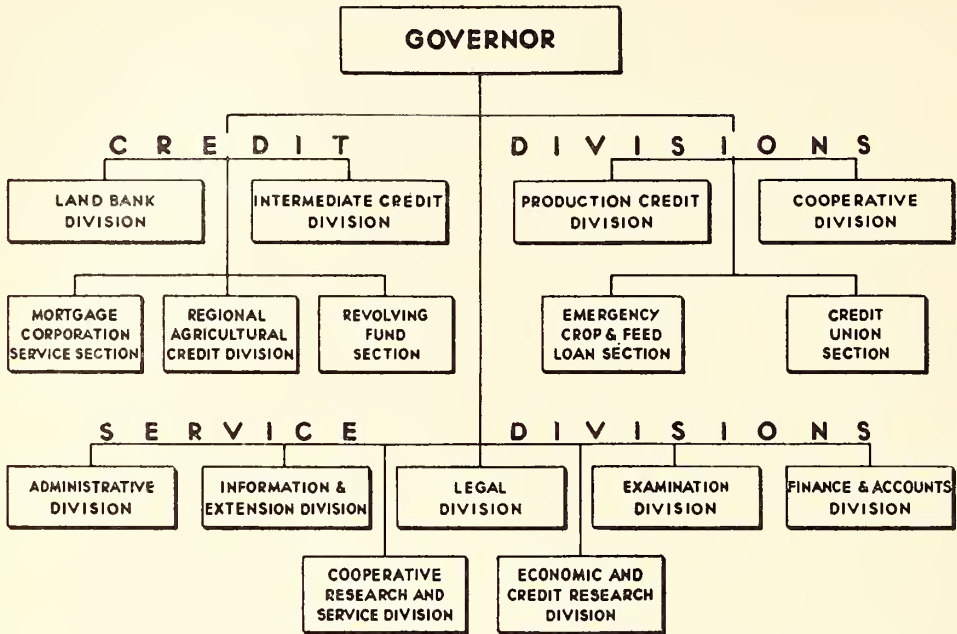 GOVERNOR
CREDIT DIVISIONS
LAND BANK
DIVISION
INTERMEDIATE CREDIT
DIVISION
PRODUCTION CREDIT
DIVISION
COOPERATIVE
DIVISION
MORTGAGE
CORPORATION
SERVICE SECTION
REGIONAL
AGRICULTURAL
CREDIT DIVISION
REVOLVING
FUND
SECTION
EMERGENCY
CROP & FEED
LOAN SECTION
CREDIT
UNION
SECTION
SERVICE DIVISIONS
ADMINISTRATIVE
DIVISION
INFORMATION &
EXTENSION DIVISION
LEGAL
DIVISION
EXAMINATION
DIVISION
FINANCE & ACCOUNTS
DIVISION
COOPERATIVE
RESEARCH AND
SERVICE DIVISION
ECONOMIC AND
CREDIT RESEARCH
DIVISION